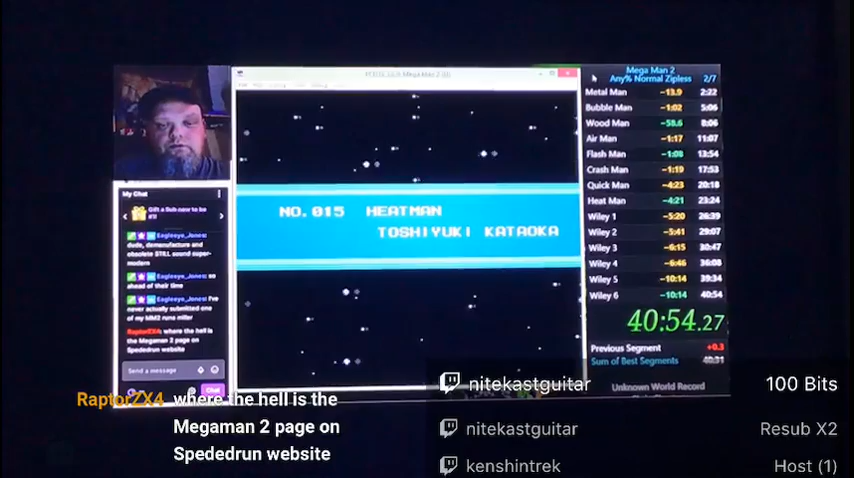 Mega Man 2
Any% Normal Zipless 2/7
Metal Man -13.9 2:22
Bubble Man -1:02 5:06
Wood Man -58.6 8:06
Air Man -1:17 11:07
Flash Man -1:08 13:54
Crash Man -1:19 17:53
Quick Man -4:23 20:18
Heat Man -4:21 23:24
Wiley 1 -5:20 26:39
Wiley 2 -5:41 29:07
Wiley 3 -6:15 30:47
Wiley 4 -6:46 36:08
Wiley 5 -10:14 39:34
Wiley 6 -10:14 40:54
40:54.27
Previous Segment +0.3
Sum of Best Segments 40:31
Unknown World Record
NO.015 HEATMAN
TOSHIYUKI KATAOKA
My Chat
Gift a Sub now to be
#1!
Eagleeye_Jones:
dude, demanufacture and
obsolete STILL sound super-
modern
Eagleeye_Jones: so
ahead of their time
Eagleeye_Jones: I've
never actually submitted one
of my MM2 runs
RaptorZX4: where the hell is
the Megaman 2 page on
Spededrun website
Send a message
Chat
RaptorZX4 where the hell is the
Megaman 2 page on
Spededrun website
nitekastguitar 100 Bits
nitekastguitar Resub X2
kenshintrek Host (1)